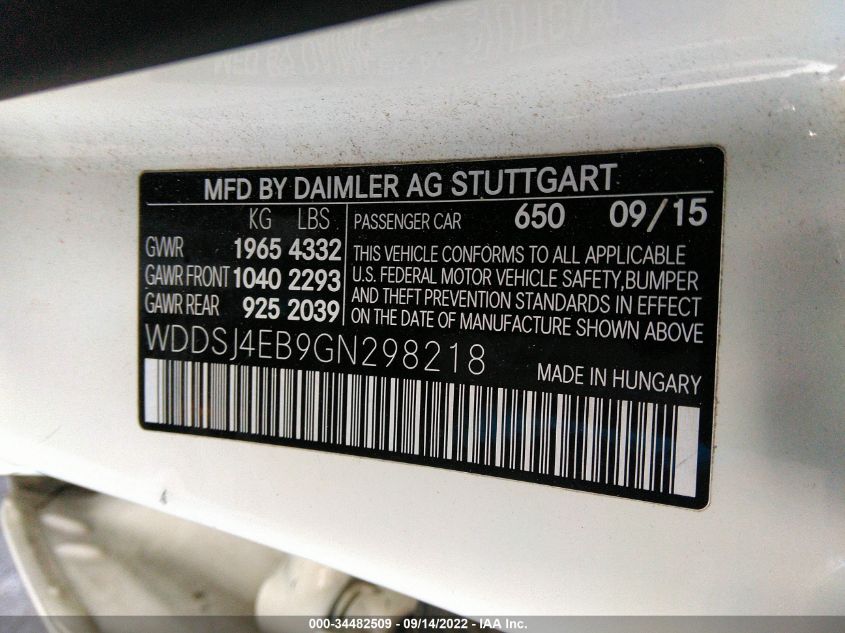 MFD BY DAIMLER AG STUTTGART
KG LBS
GVWR 1965 4332
GAWR FRONT 1040 2293
GAWR REAR 925 2039
PASSENGER CAR 650 09/15
THIS VEHICLE CONFORMS TO ALL APPLICABLE
U.S. FEDERAL MOTOR VEHICLE SAFETY,BUMPER
AND THEFT PREVENTION STANDARDS IN EFFECT
ON THE DATE OF MANUFACTURE SHOWN ABOVE
WDDSJ4EB9GN298218
MADE IN HUNGARY
000-34482509 - 09/14/2022 - IAA Inc.